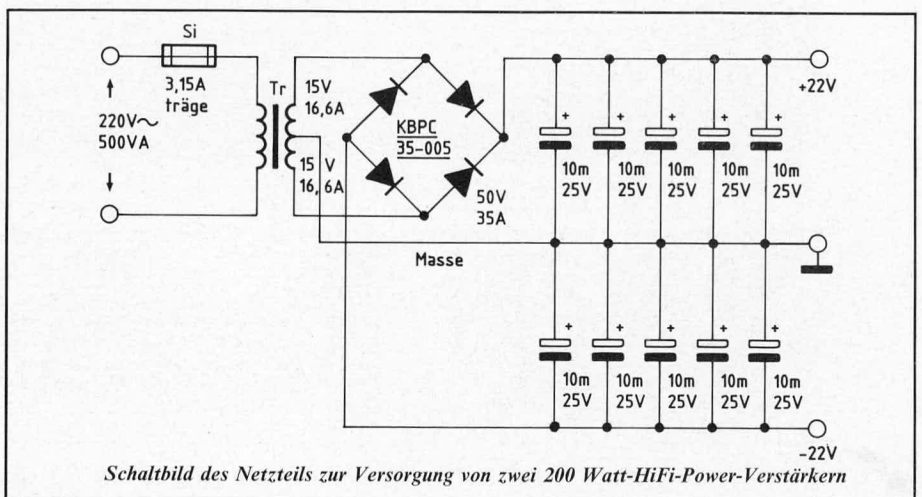 Si
3,15A
träge
220V~
500VA
Tr
15V
16,6A
15 V
16,6A
KBPC
35-005
50V
35A
Masse
+
+
+
+
+
10m
25V
10m
25V
10m
25V
10m
25V
10m
25V
+22V
+
+
+
+
+
10m
25V
10m
25V
10m
25V
10m
25V
10m
25V
-22V
Schaltbild des Netzteils zur Versorgung von zwei 200 Watt-HiFi-Power-Verstärkern